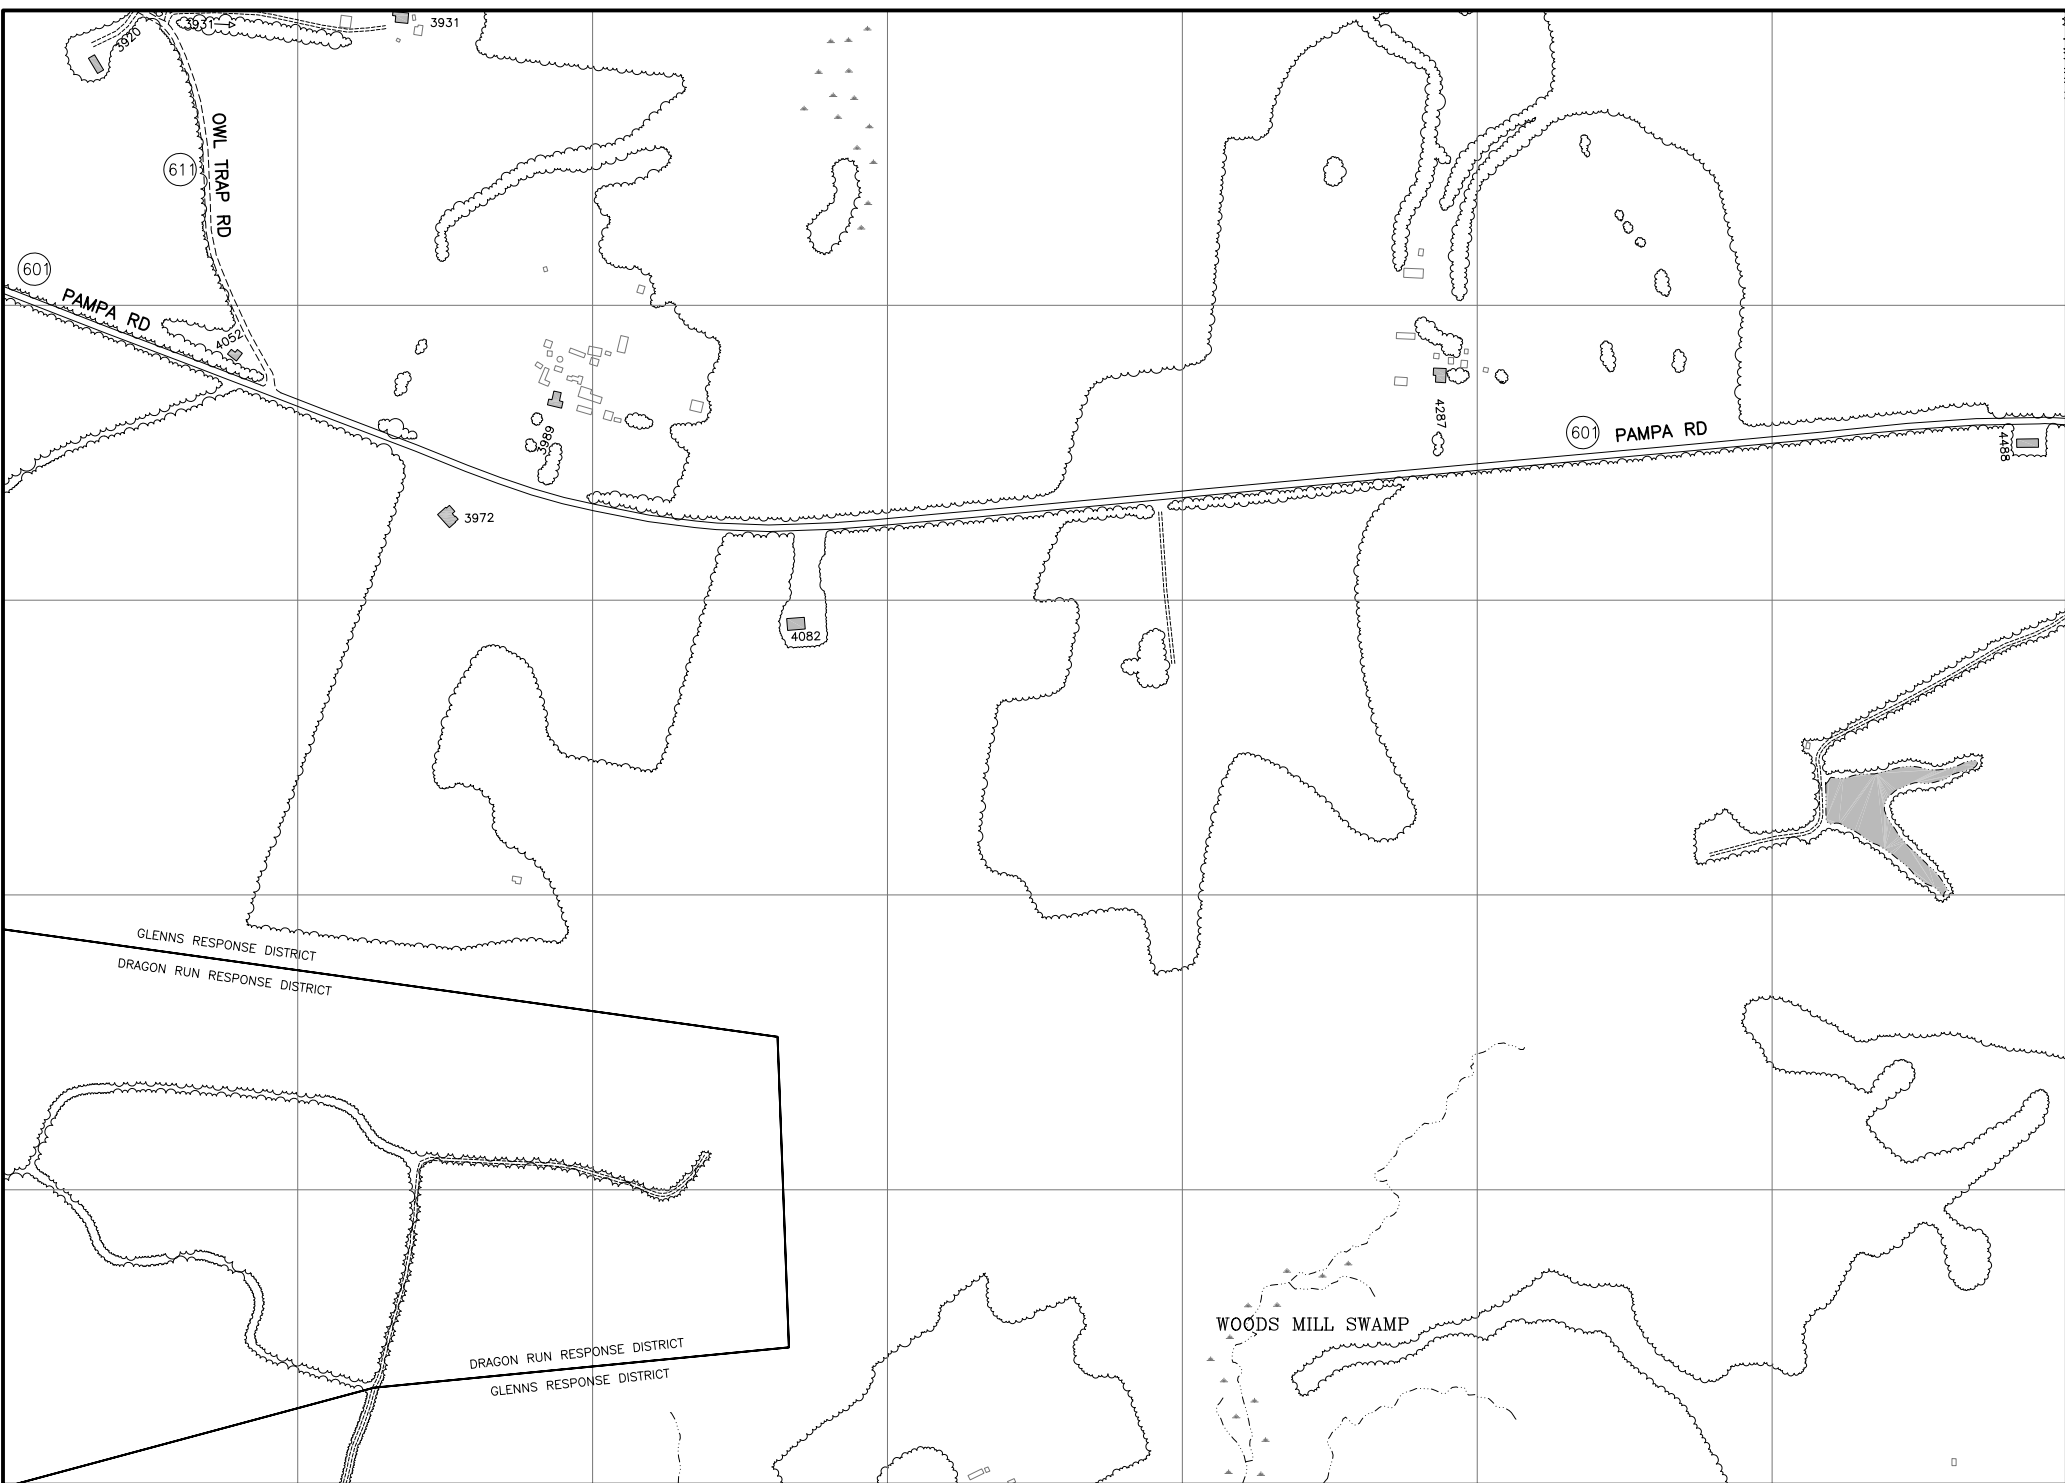 3931
3931
3920
OWL TRAP RD
611
601
PAMPA RD
4052
3989
4287
601
PAMPA RD
4488
3972
4082
GLENNS RESPONSE DISTRICT
DRAGON RUN RESPONSE DISTRICT
WOODS MILL SWAMP
DRAGON RUN RESPONSE DISTRICT
GLENNS RESPONSE DISTRICT